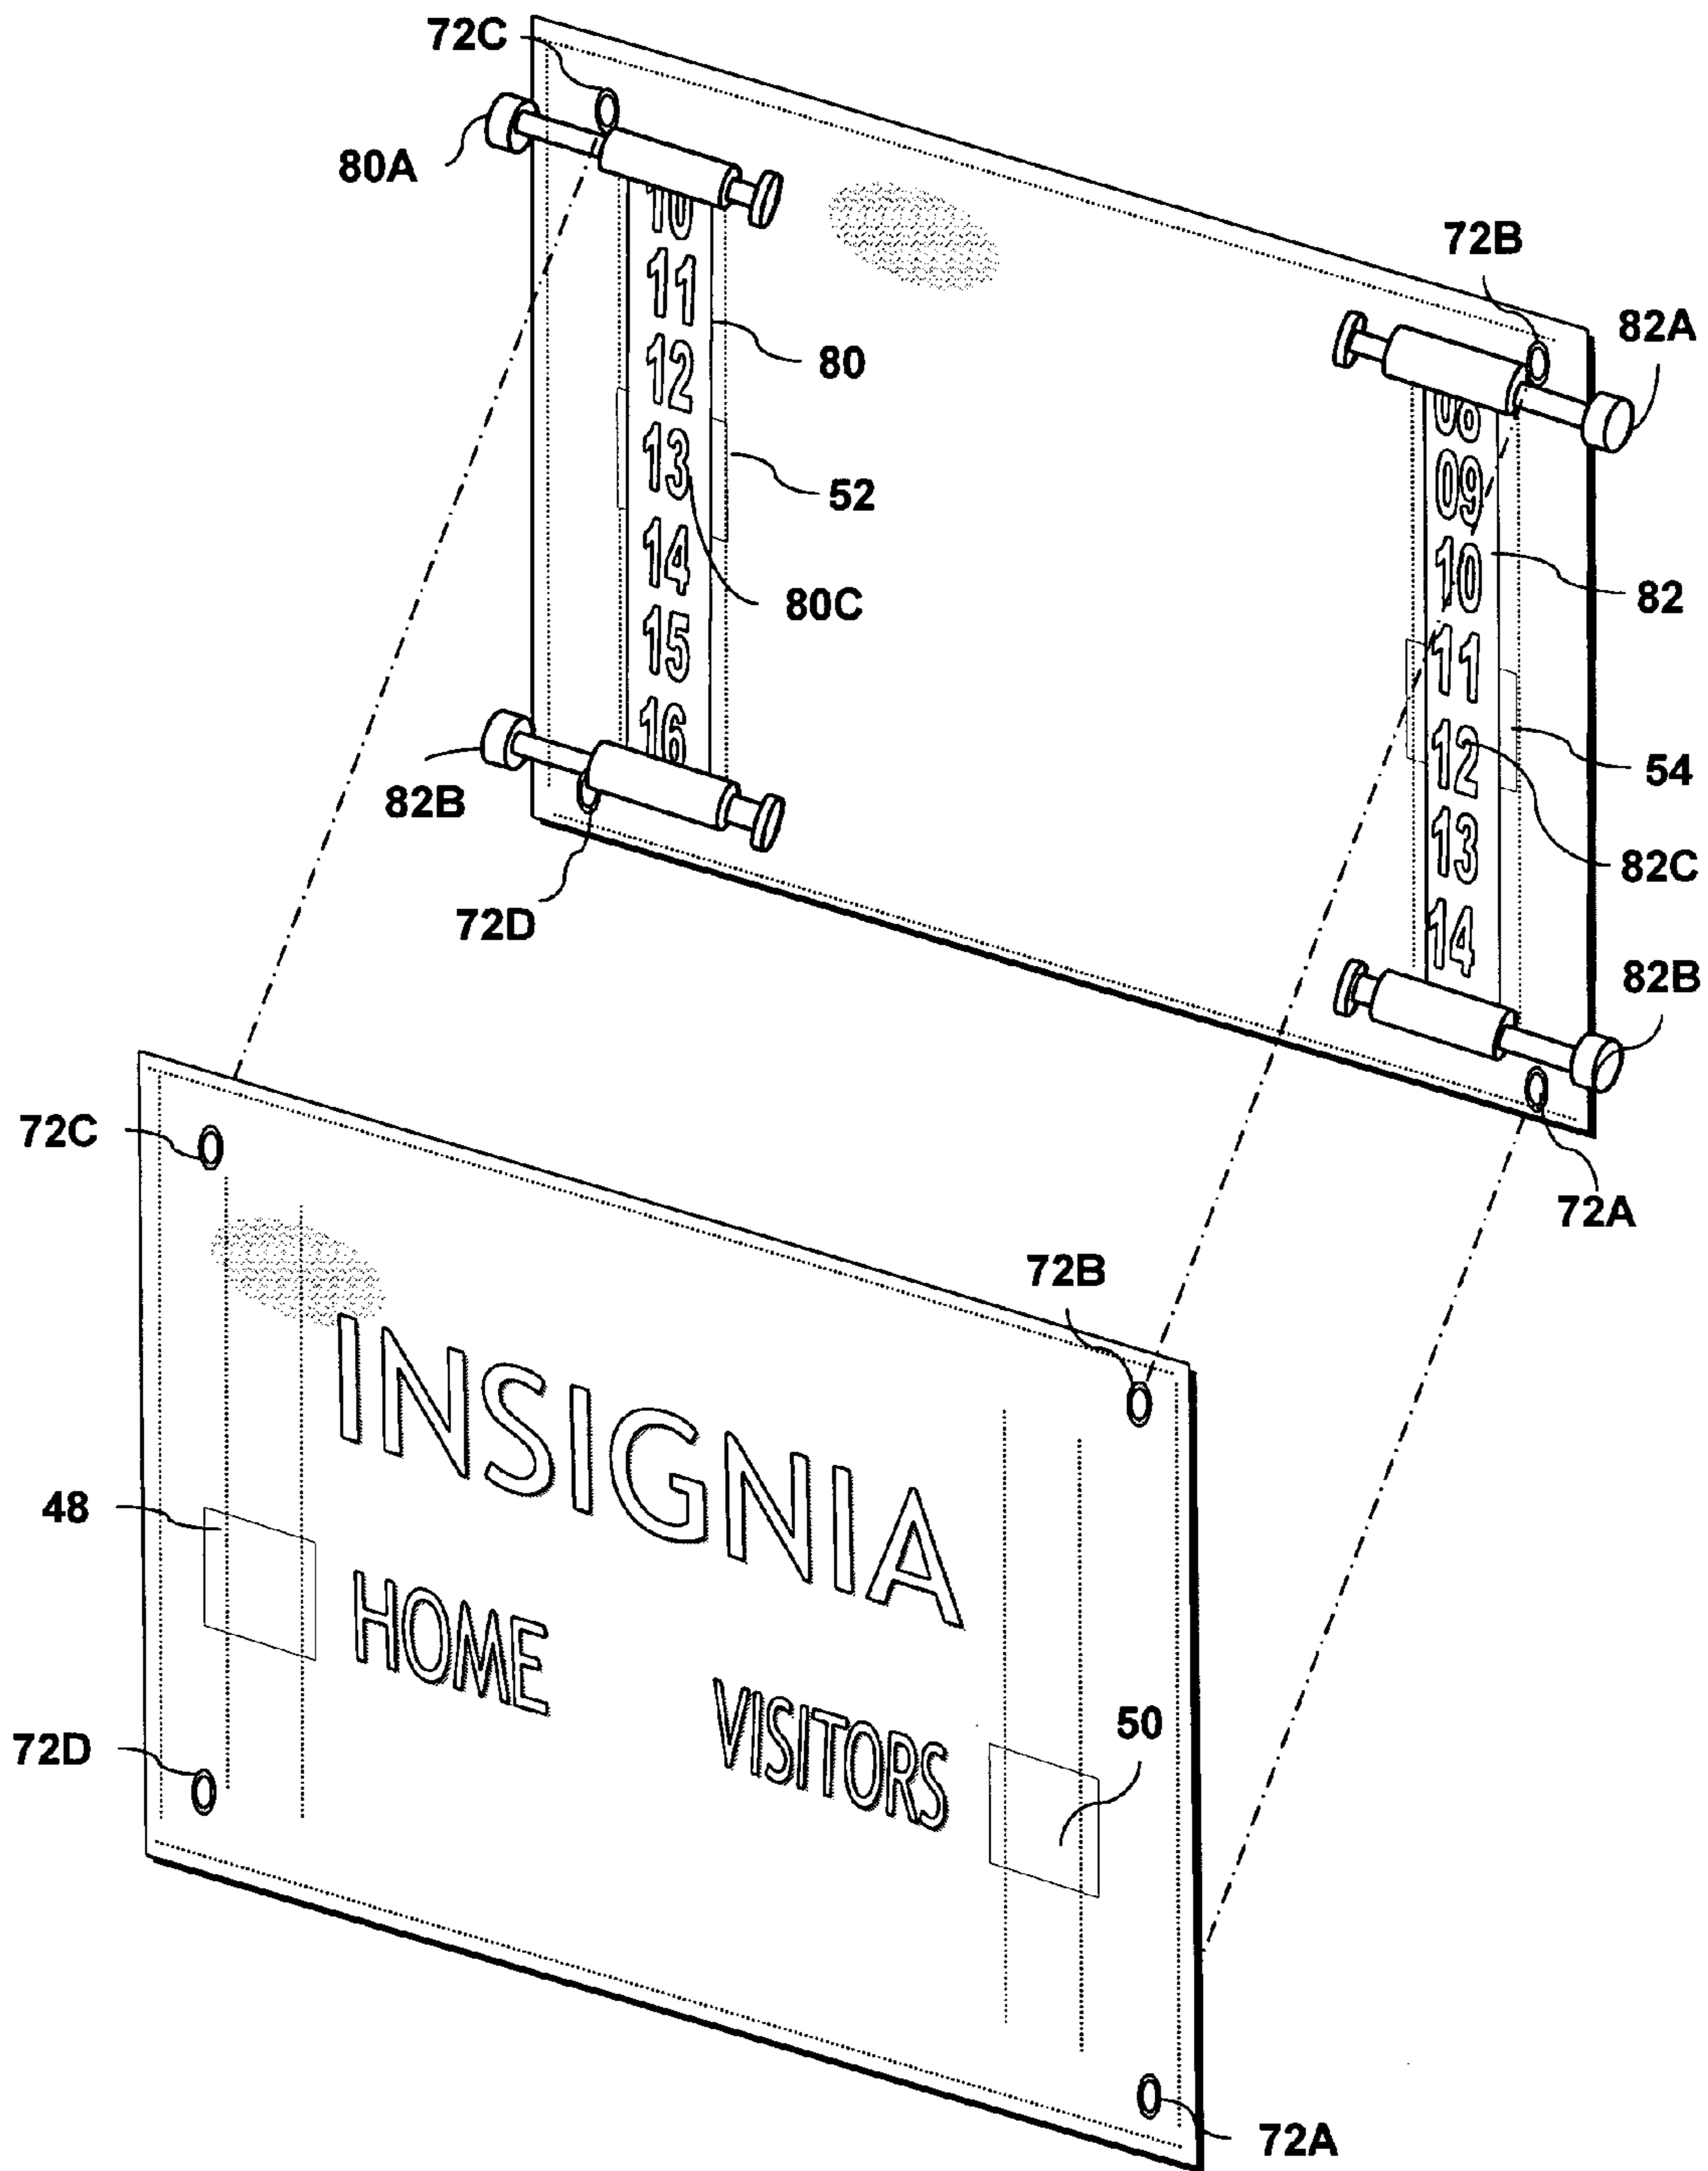 72C
80A
10
11
12
13
14
15
16
80
52
80C
82B
72D
72B
82A
08
09
10
11
12
13
14
82
54
82C
82B
72A
72C
72B
INSIGNIA
48
HOME
VISITORS
50
72D
72A